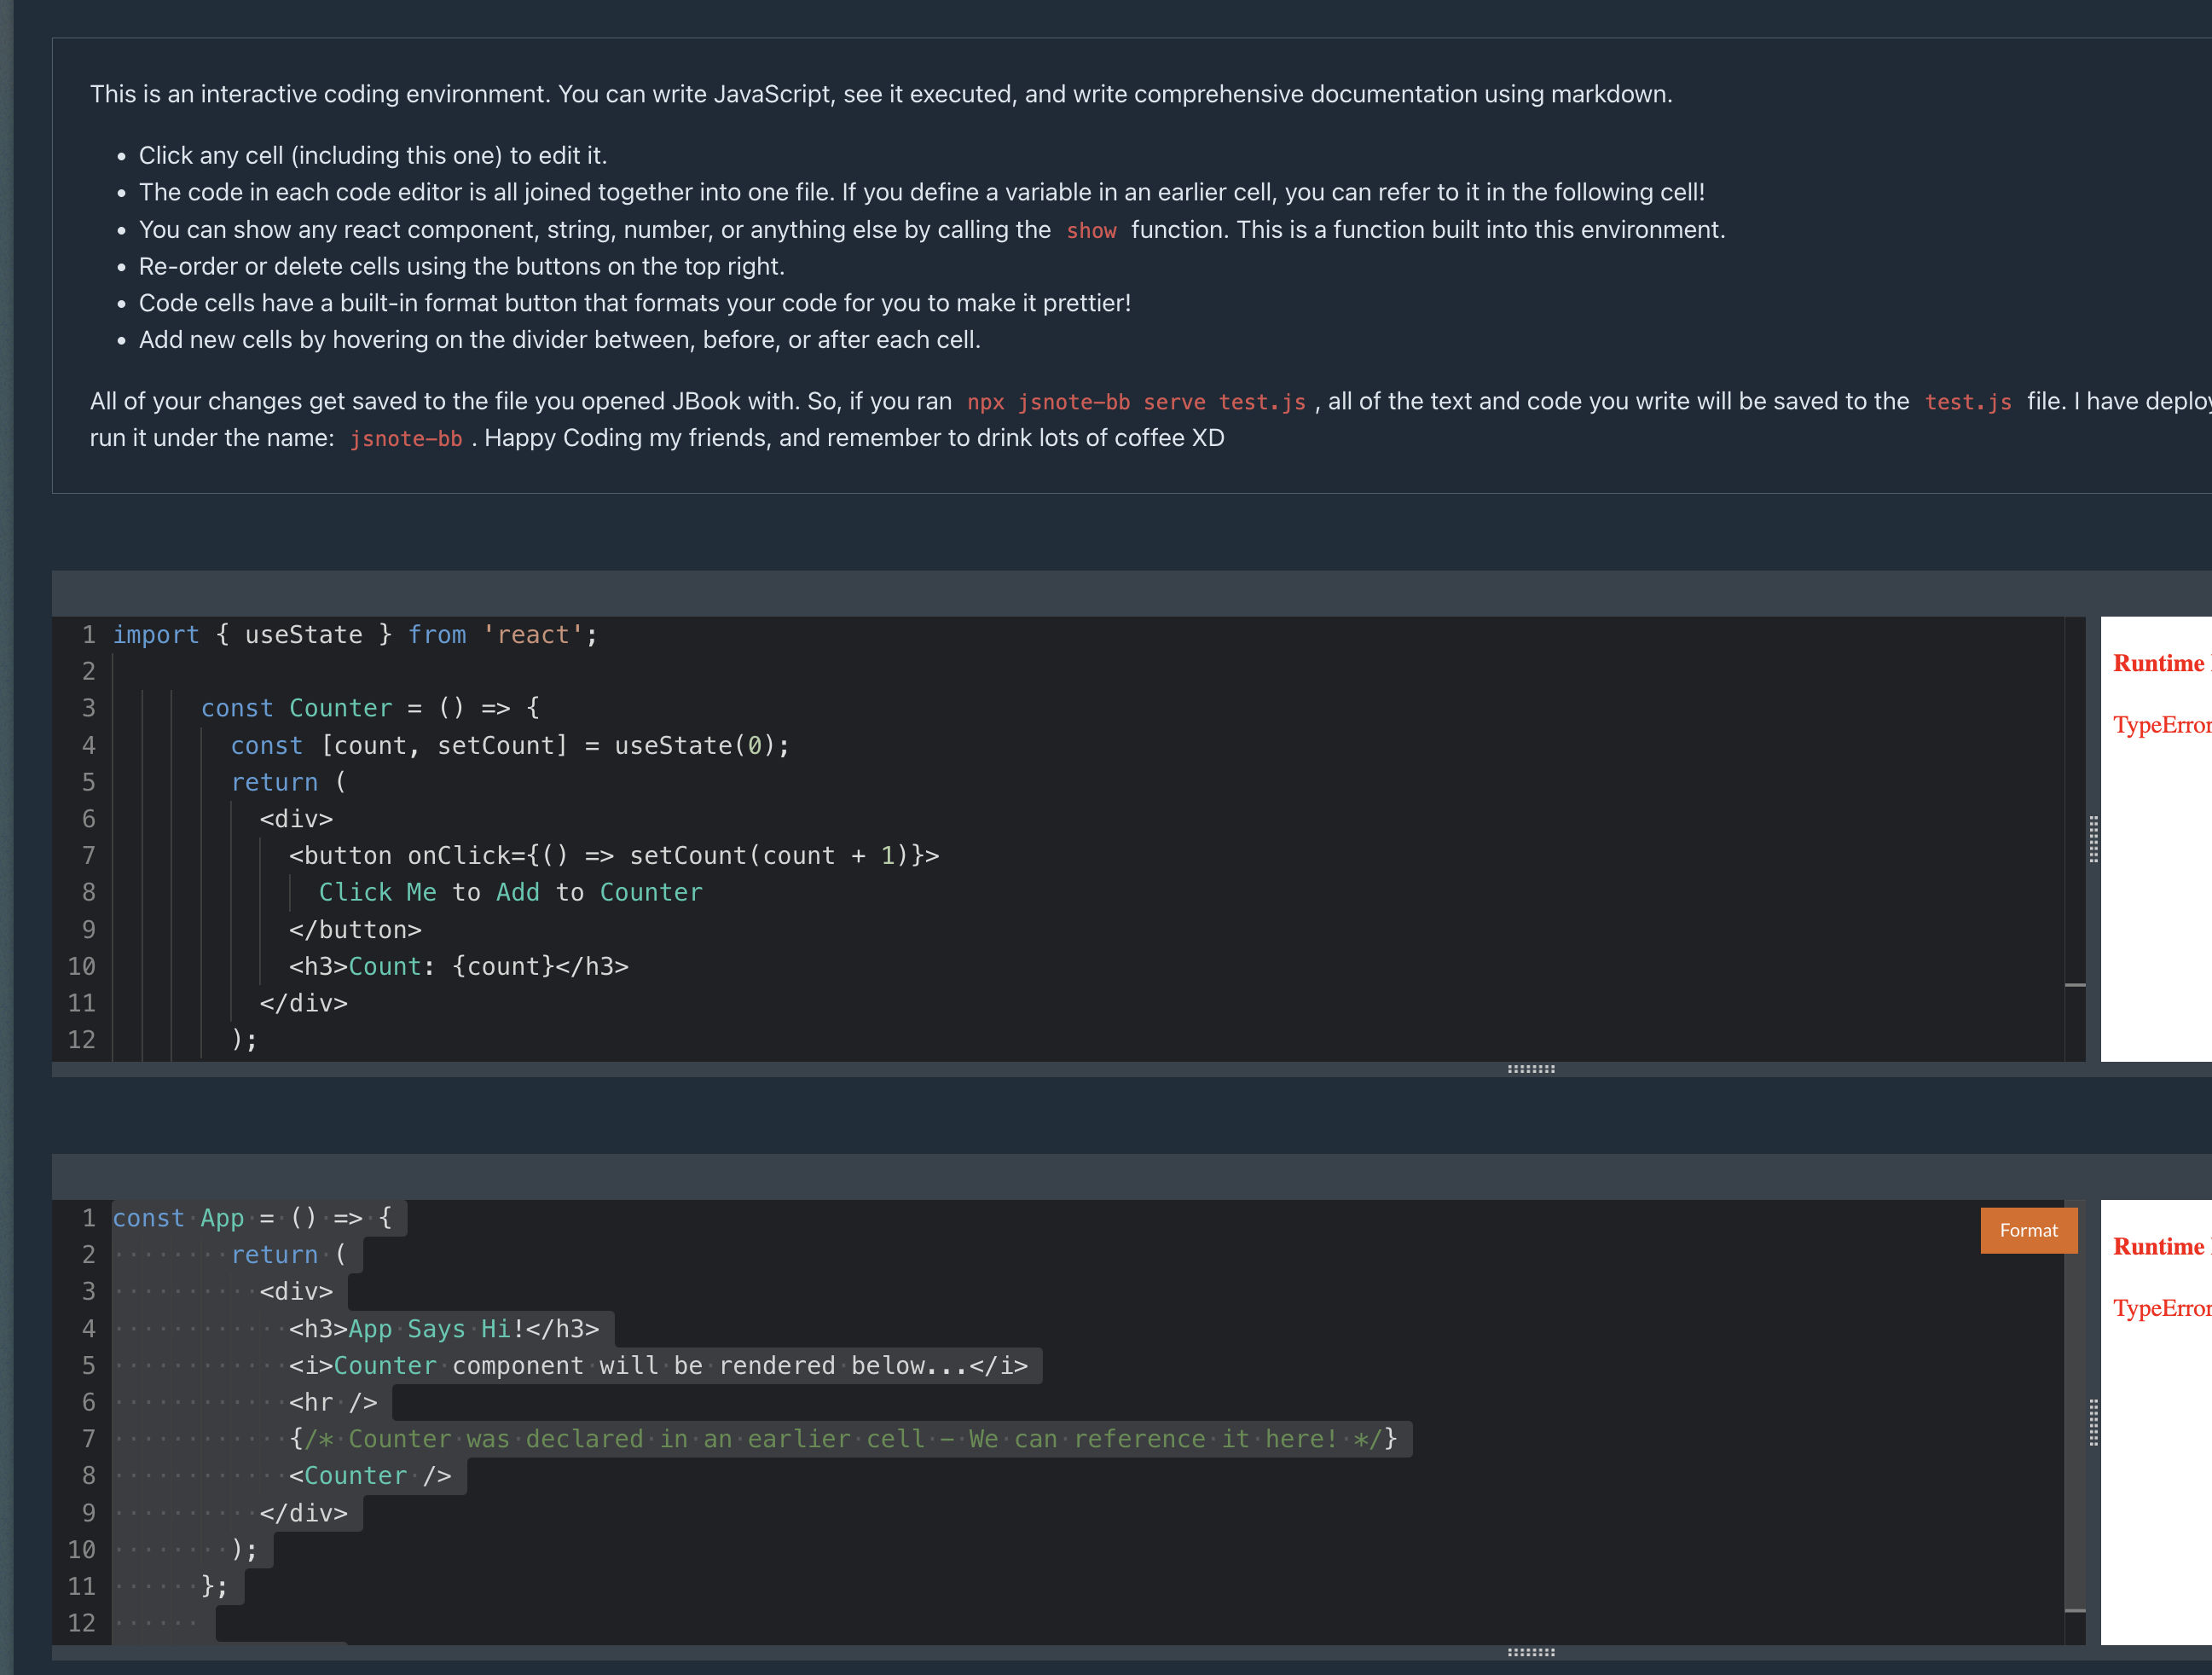 This is an interactive coding environment. You can write JavaScript, see it executed, and write comprehensive documentation using markdown.
• Click any cell (including this one) to edit it.
• The code in each code editor is all joined together into one file. If you define a variable in an earlier cell, you can refer to it in the following cell!
• You can show any react component, string, number, or anything else by calling the show function. This is a function built into this environment.
• Re-order or delete cells using the buttons on the top right.
• Code cells have a built-in format button that formats your code for you to make it prettier!
• Add new cells by hovering on the divider between, before, or after each cell.
All of your changes get saved to the file you opened JBook with. So, if you ran npx jsnote-bb serve test.js , all of the text and code you write will be saved to the test.js file. I have deploy
run it under the name: jsnote-bb . Happy Coding my friends, and remember to drink lots of coffee XD
1 import { useState } from 'react';
2
3 const Counter = () => {
4 const [count, setCount] = useState(0);
5 return (
6 <div>
7 <button onClick={() => setCount(count + 1)}>
8 Click Me to Add to Counter
9 </button>
10 <h3>Count: {count}</h3>
11 </div>
12 );
Runtime
TypeError
1 const App = () => {
2 return (
3 <div>
4 <h3>App Says Hi!</h3>
5 <i>Counter component will be rendered below...</i>
6 <hr />
7 {/* Counter was declared in an earlier cell - We can reference it here! */}
8 <Counter />
9 </div>
10 );
11 };
12
Format
Runtime
TypeError